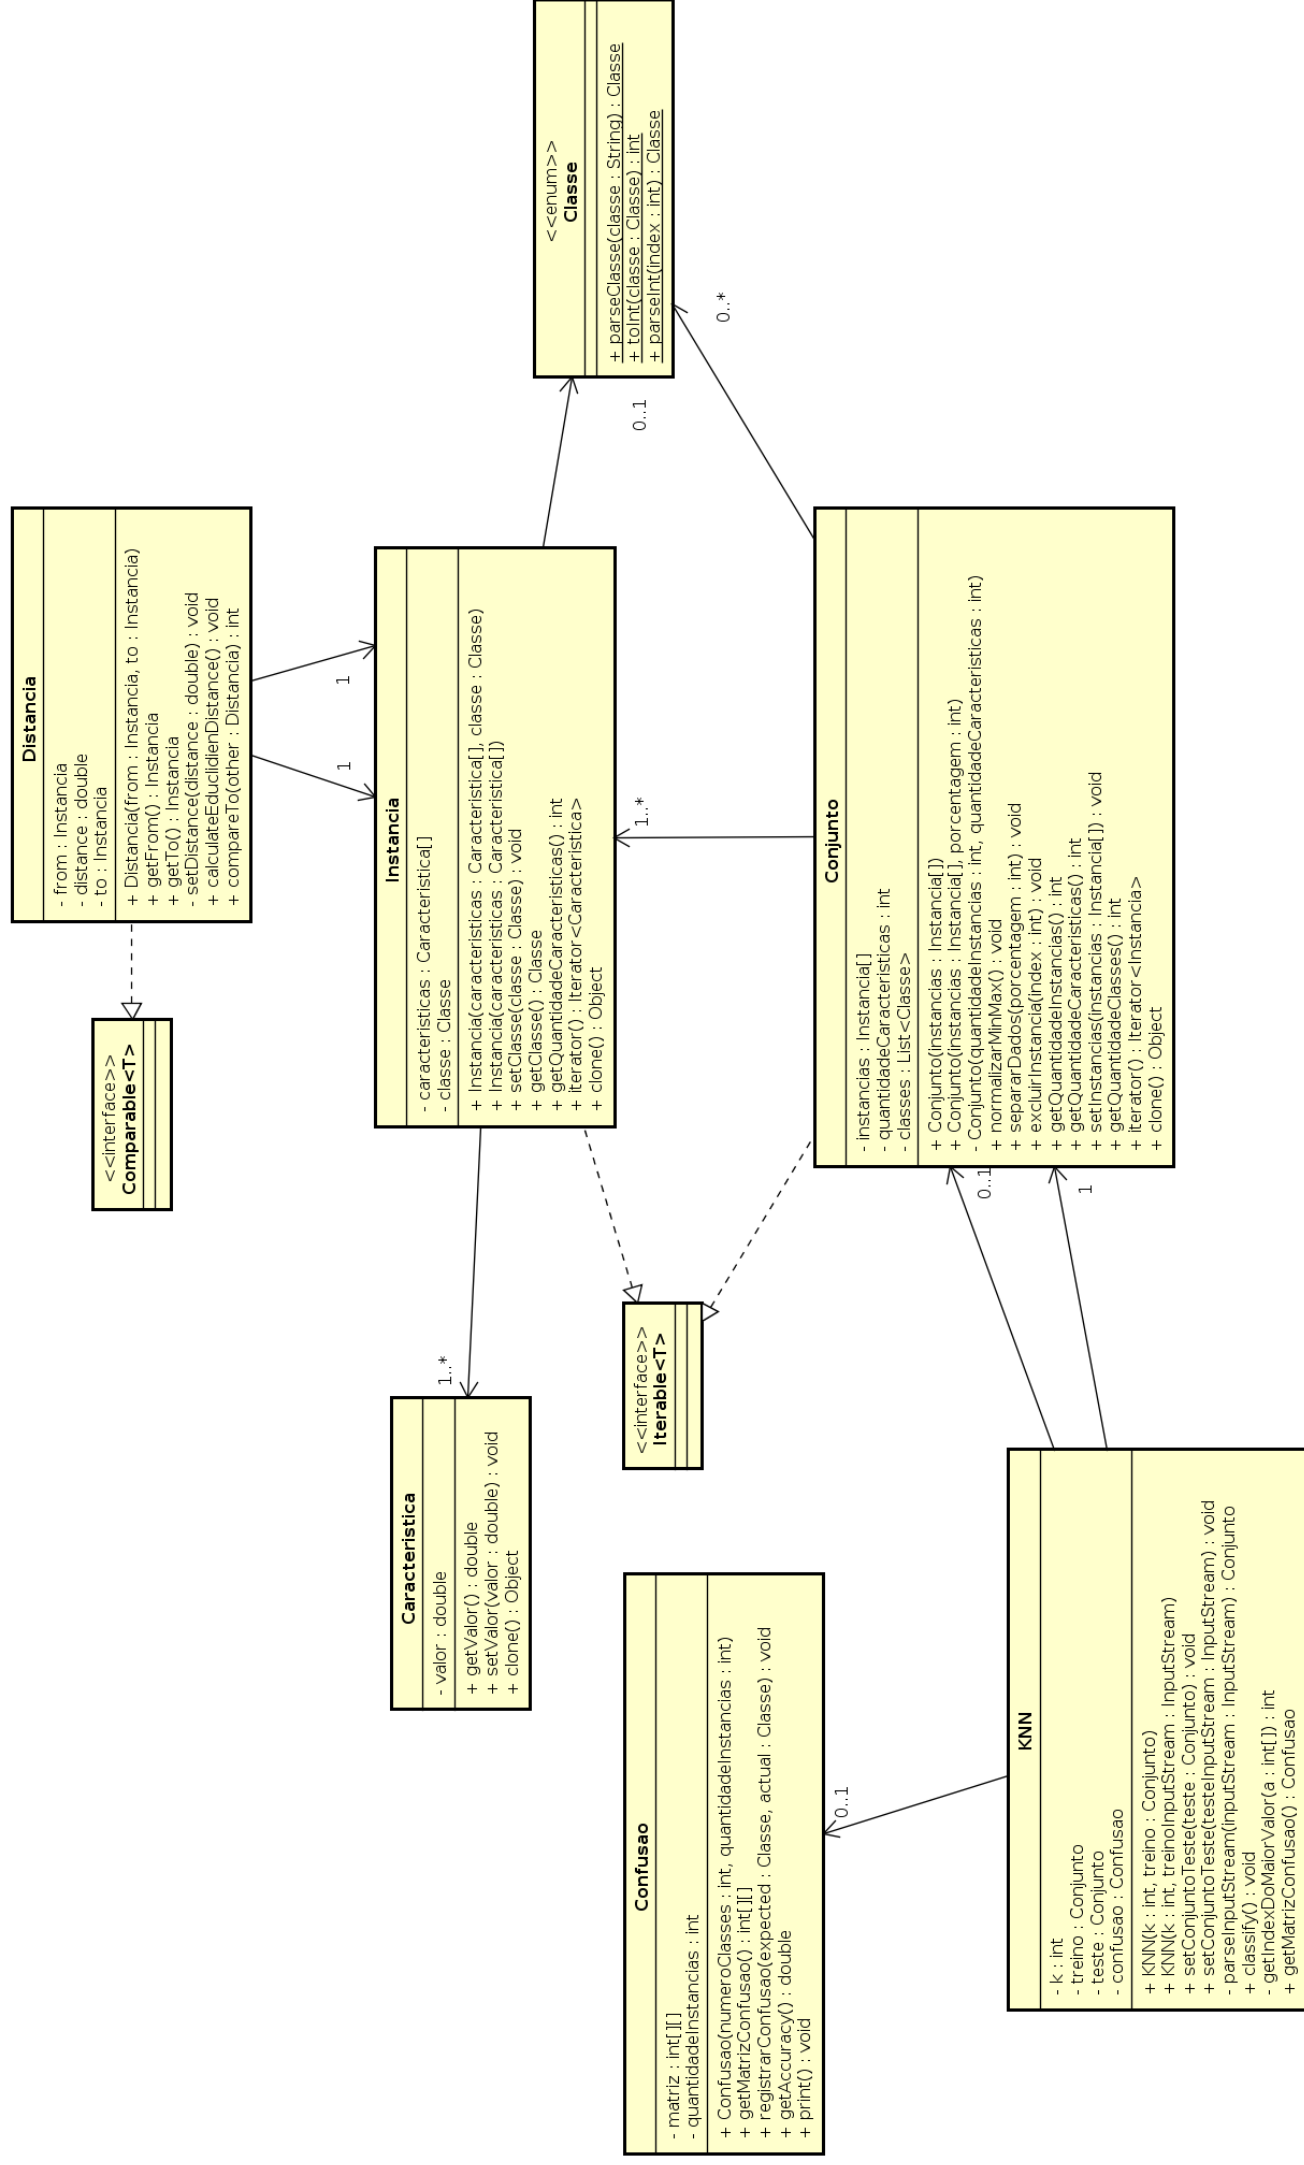 Distancia
- from : Instancia
- distance : double
- to : Instancia
+ Distancia(from : Instancia, to : Instancia)
+ getFrom() : Instancia
+ getTo() : Instancia
- setDistance(distance : double) : void
+ calculateEduclidienDistance() : void
+ compareTo(other : Distancia) : int
1
1
<<interface>>
Comparable<T>
<<enum>>
Classe
+ parseClasse(classe : String) : Classe
+ toInt(classe : Classe) : int
+ parseInt(index : int) : Classe
0..1
0..*
Instancia
- caracteristicas : Caracteristica[]
- classe : Classe
+ Instancia(caracteristicas : Caracteristica[], classe : Classe)
+ Instancia(caracteristicas : Caracteristica[])
+ setClasse(classe : Classe) : void
+ getClasse() : Classe
+ getQuantidadeCaracteristicas() : int
+ iterator() : Iterator<Caracteristica>
+ clone() : Object
1..*
1..*
Caracteristica
- valor : double
+ getValor() : double
+ setValor(valor : double) : void
+ clone() : Object
<<interface>>
Iterable<T>
Conjunto
- instancias : Instancia[]
- quantidadeCaracteristicas : int
- classes : List<Classe>
+ Conjunto(instancias : Instancia[])
+ Conjunto(instancias : Instancia[], porcentagem : int)
- Conjunto(quantidadeInstancias : int, quantidadeCaracteristicas : int)
+ normalizarMinMax() : void
+ separarDados(porcentagem : int) : void
+ excluirInstancia(index : int) : void
+ getQuantidadeInstancias() : int
+ getQuantidadeCaracteristicas() : int
+ setInstancias(instancias : Instancia[]) : void
+ getQuantidadeClasses() : int
+ iterator() : Iterator<Instancia>
+ clone() : Object
0..1
1
Confusao
- matriz : int[][]
- quantidadeInstancias : int
+ Confusao(numeroClasses : int, quantidadeInstancias : int)
+ getMatrizConfusao() : int[][]
+ registrarConfusao(expected : Classe, actual : Classe) : void
+ getAccuracy() : double
+ print() : void
0..1
KNN
- k : int
- treino : Conjunto
- teste : Conjunto
- confusao : Confusao
+ KNN(k : int, treino : Conjunto)
+ KNN(k : int, treinoInputStream : InputStream)
+ setConjuntoTeste(teste : Conjunto) : void
+ setConjuntoTeste(testeInputStream : InputStream) : void
- parseInputStream(inputStream : InputStream) : Conjunto
+ classify() : void
- getIndexDoMaiorValor(a : int[]) : int
+ getMatrizConfusao() : Confusao